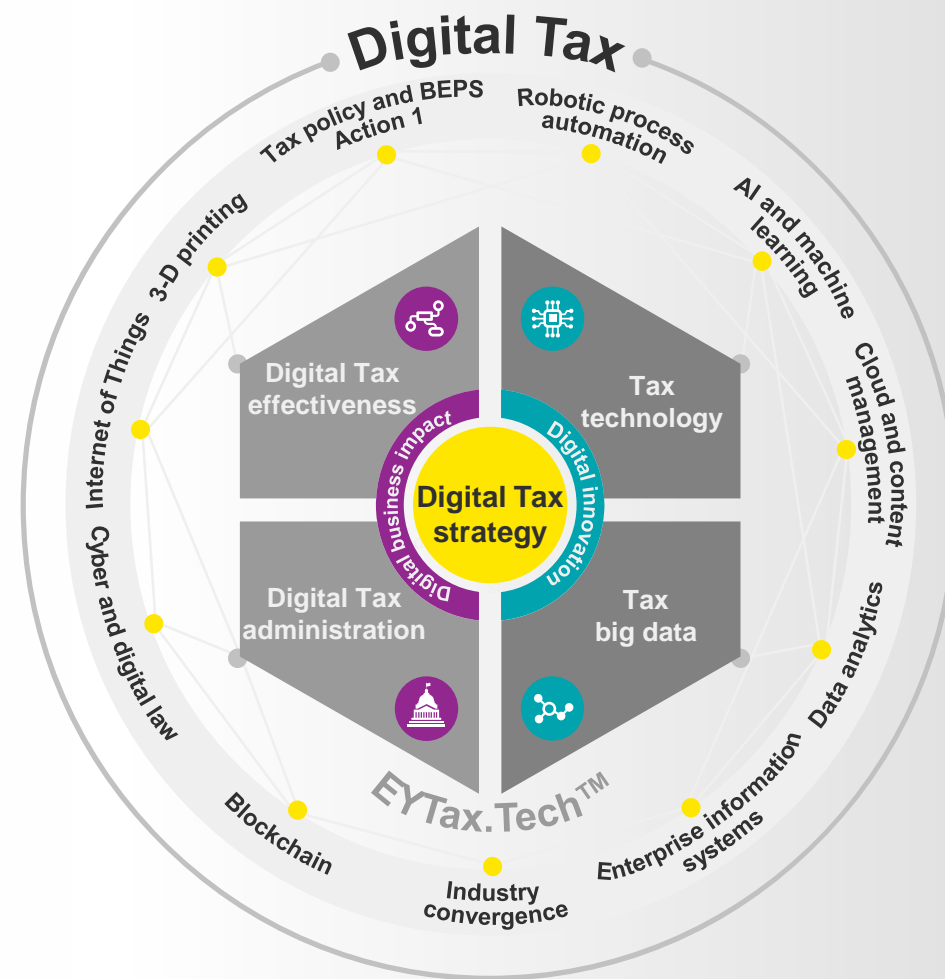 Digital Tax
Tax policy and BEPS
Action 1
Robotic process
automation
AI and machine
learning
Cloud and content
management
Data analytics
Enterprise information
systems
Industry
convergence
Blockchain
Cyber and digital law
Internet of Things
3-D printing
Digital Tax
effectiveness
Tax
technology
Digital business impact
Digital innovation
Digital Tax
strategy
Digital Tax
administration
Tax
big data
EYTax.Tech™